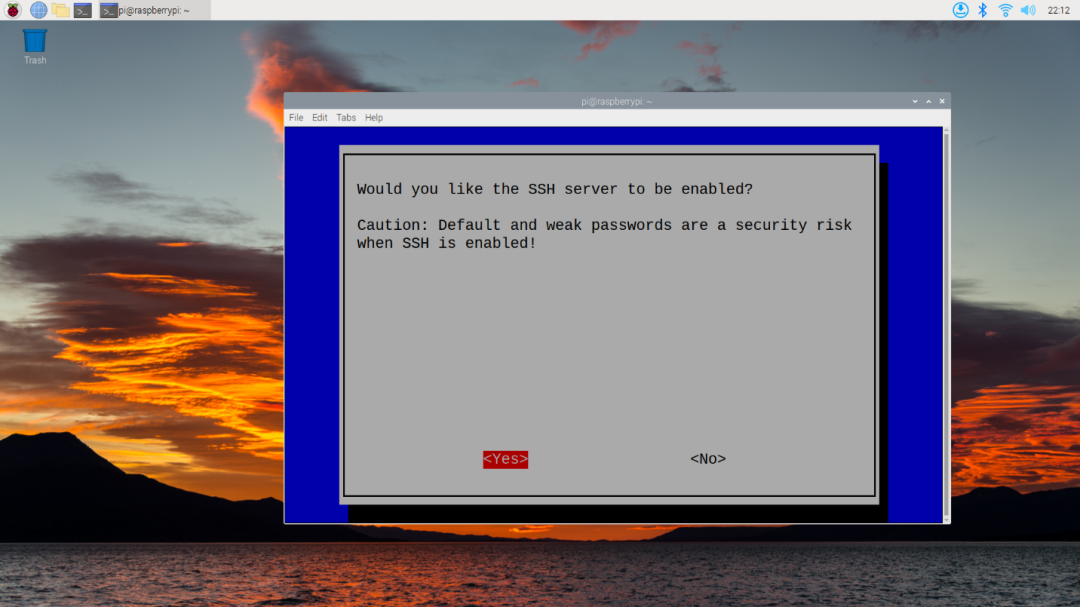 pi@raspberrypi: ~
22:12
Trash
pi@raspberrypi: ~
File Edit Tabs Help
Would you like the SSH server to be enabled?
Caution: Default and weak passwords are a security risk
when SSH is enabled!
<Yes> <No>